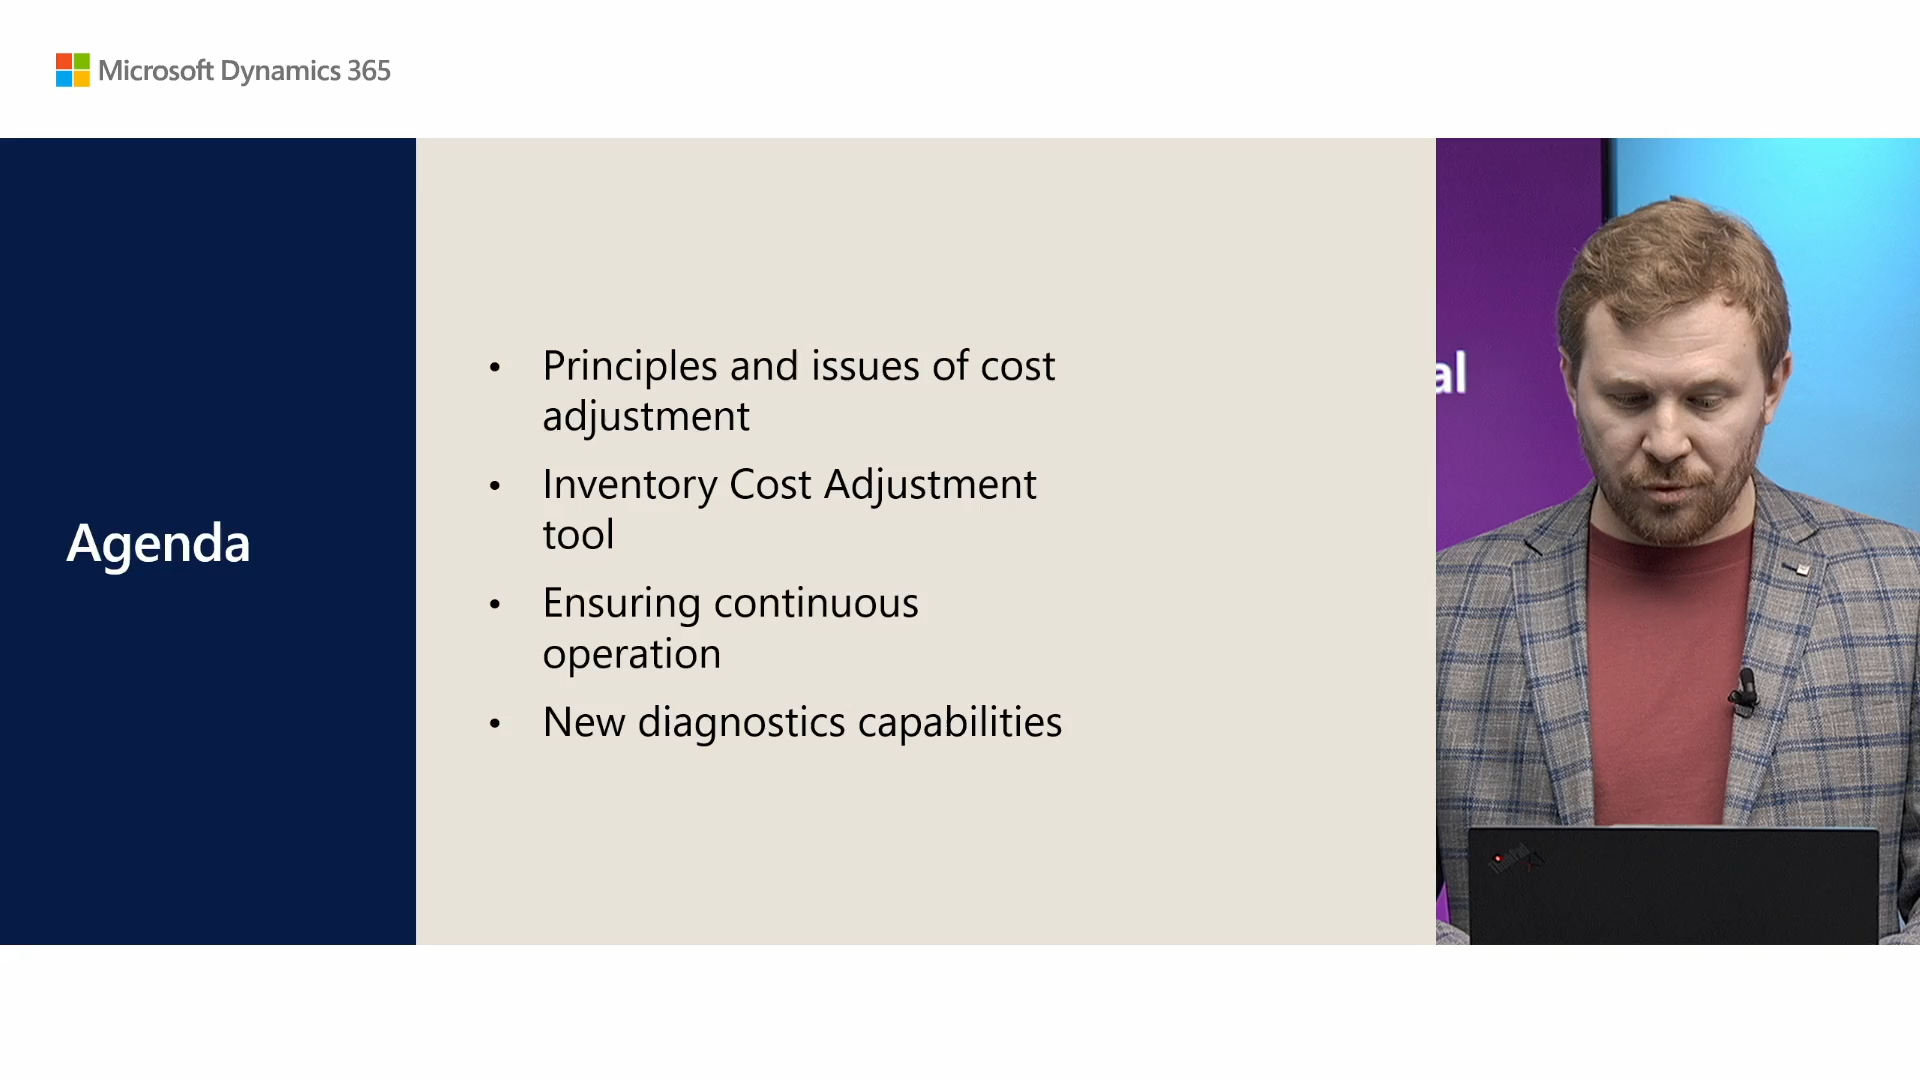 Microsoft Dynamics 365
Agenda
• Principles and issues of cost
adjustment
• Inventory Cost Adjustment
tool
• Ensuring continuous
operation
• New diagnostics capabilities
al
ThinkPad